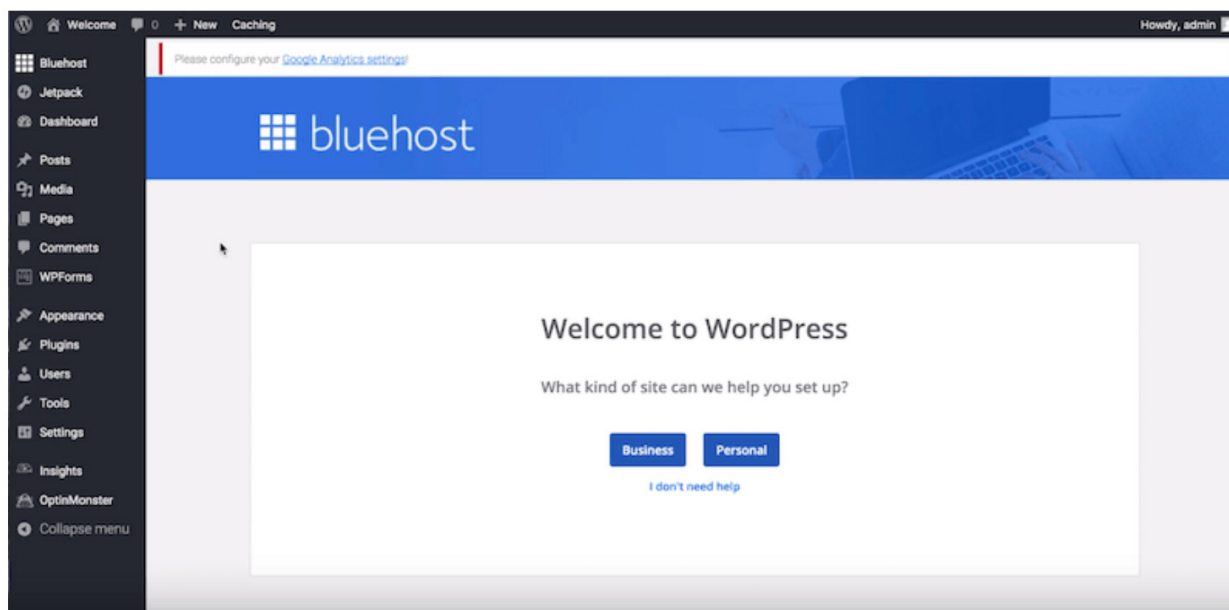 Welcome 0 + New Caching Howdy, admin
Bluehost
Jetpack
Dashboard
Posts
Media
Pages
Comments
WPForms
Appearance
Plugins
Users
Tools
Settings
Insights
OptinMonster
Collapse menu
Please configure your Google Analytics settings!
bluehost
Welcome to WordPress
What kind of site can we help you set up?
Business Personal
I don't need help